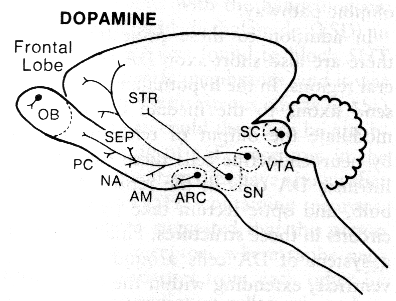 DOPAMINE
Frontal
Lobe
OB
STR
SEP
SC
PC
NA
AM
ARC
SN
VTA